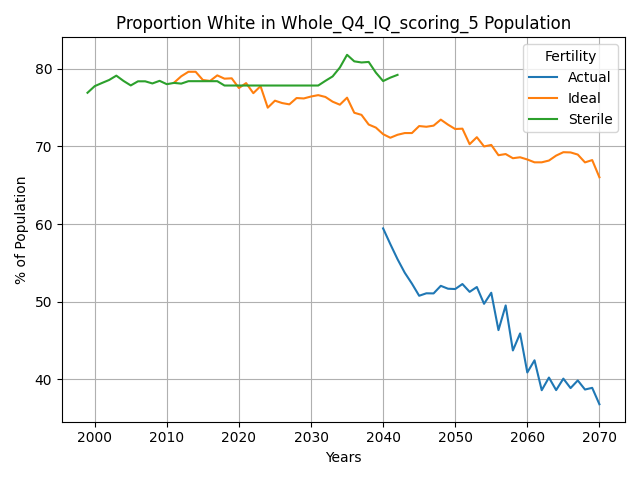 Proportion White in Whole_Q4_IQ_scoring_5 Population
Fertility
Actual
Ideal
Sterile
% of Population
80
70
60
50
40
2000
2010
2020
2030
2040
2050
2060
2070
Years